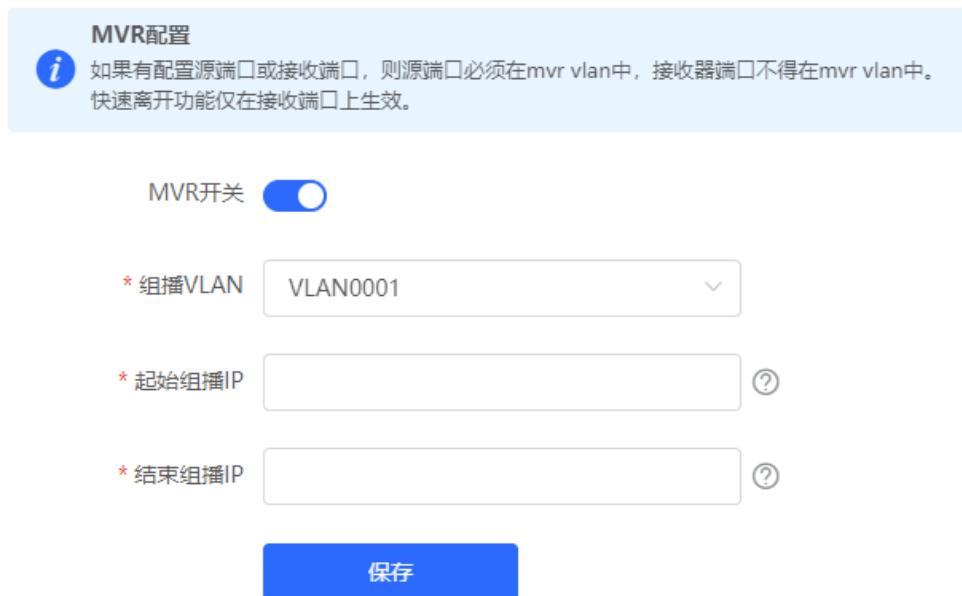 MVR配置
如果有配置源端口或接收端口，则源端口必须在mvr vlan中，接收器端口不得在mvr vlan中。
快速离开功能仅在接收端口上生效。
MVR开关
* 组播VLAN VLAN0001
* 起始组播IP
* 结束组播IP
保存